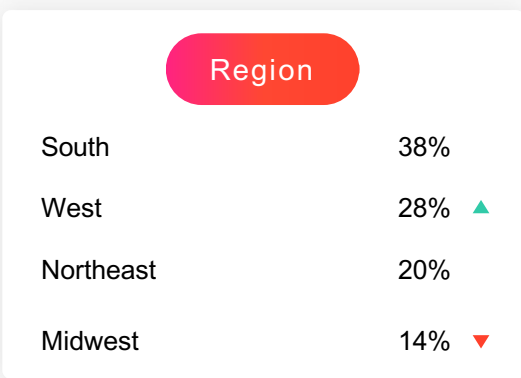 Region
South 38%
West 28% ▲
Northeast 20%
Midwest 14% ▼